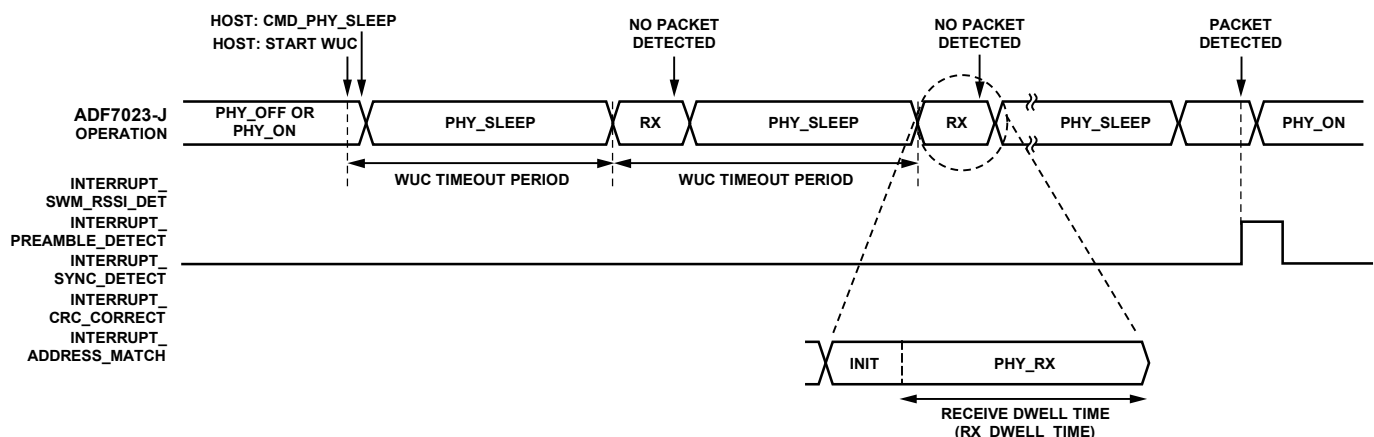 HOST: CMD_PHY_SLEEP
HOST: START WUC
NO PACKET
DETECTED
NO PACKET
DETECTED
PACKET
DETECTED
ADF7023-J
OPERATION
PHY_OFF OR
PHY_ON
PHY_SLEEP
RX
PHY_SLEEP
RX
PHY_SLEEP
PHY_ON
WUC TIMEOUT PERIOD
WUC TIMEOUT PERIOD
INTERRUPT_
SWM_RSSI_DET
INTERRUPT_
PREAMBLE_DETECT
INTERRUPT_
SYNC_DETECT
INTERRUPT_
CRC_CORRECT
INTERRUPT_
ADDRESS_MATCH
INIT
PHY_RX
RECEIVE DWELL TIME
(RX_DWELL_TIME)